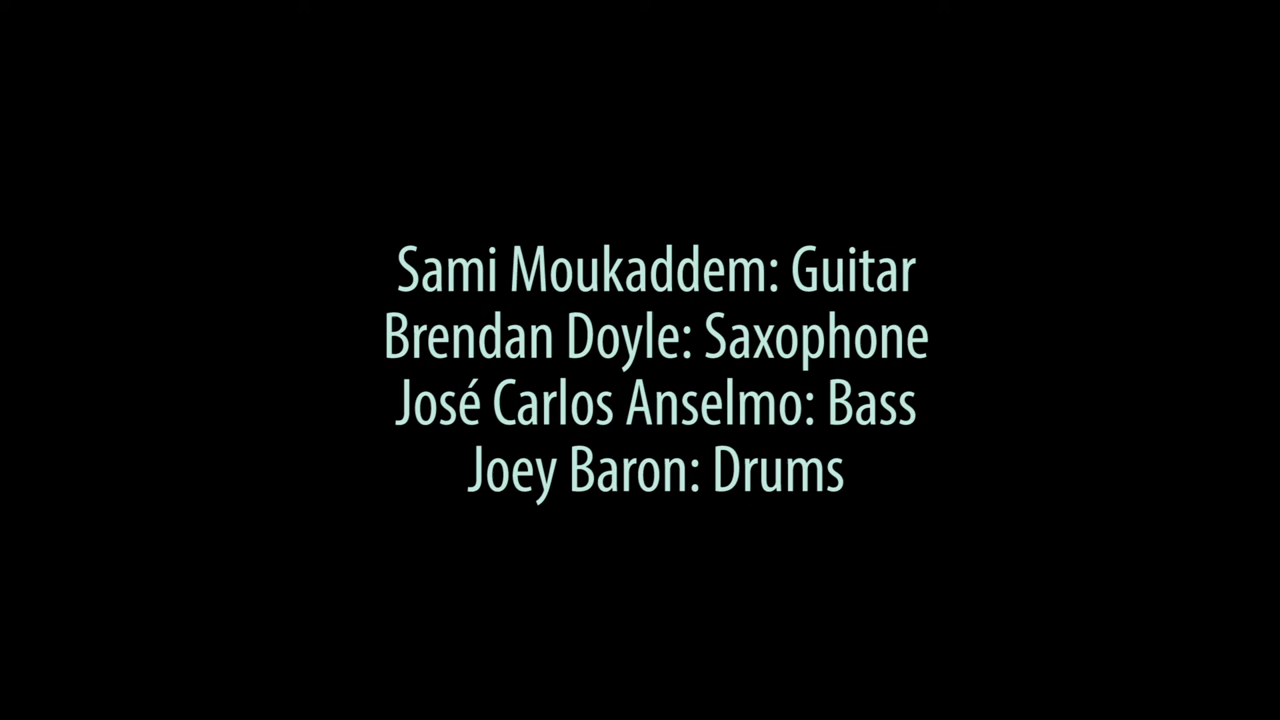 Sami Moukaddem: Guitar
Brendan Doyle: Saxophone
José Carlos Anselmo: Bass
Joey Baron: Drums